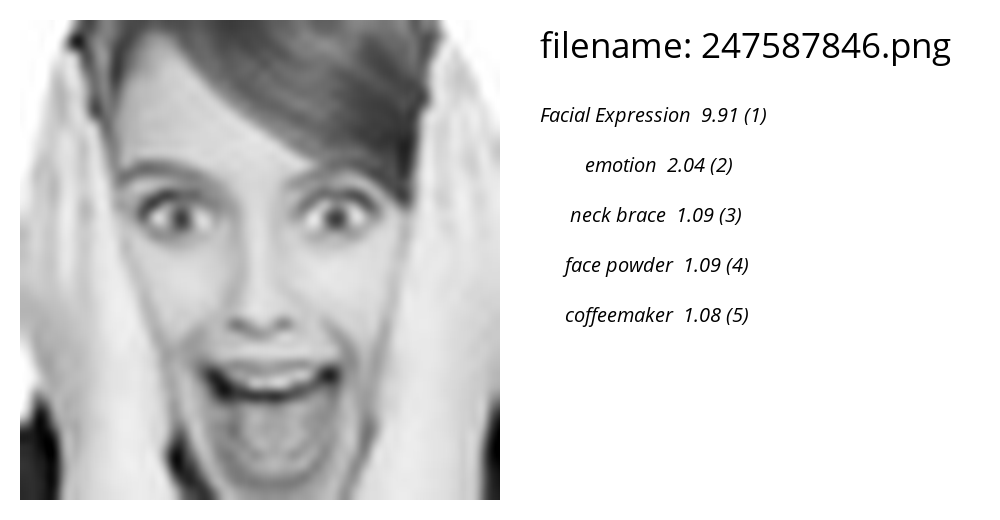 filename: 247587846.png
Facial Expression 9.91 (1)
emotion 2.04 (2)
neck brace 1.09 (3)
face powder 1.09 (4)
coffeemaker 1.08 (5)